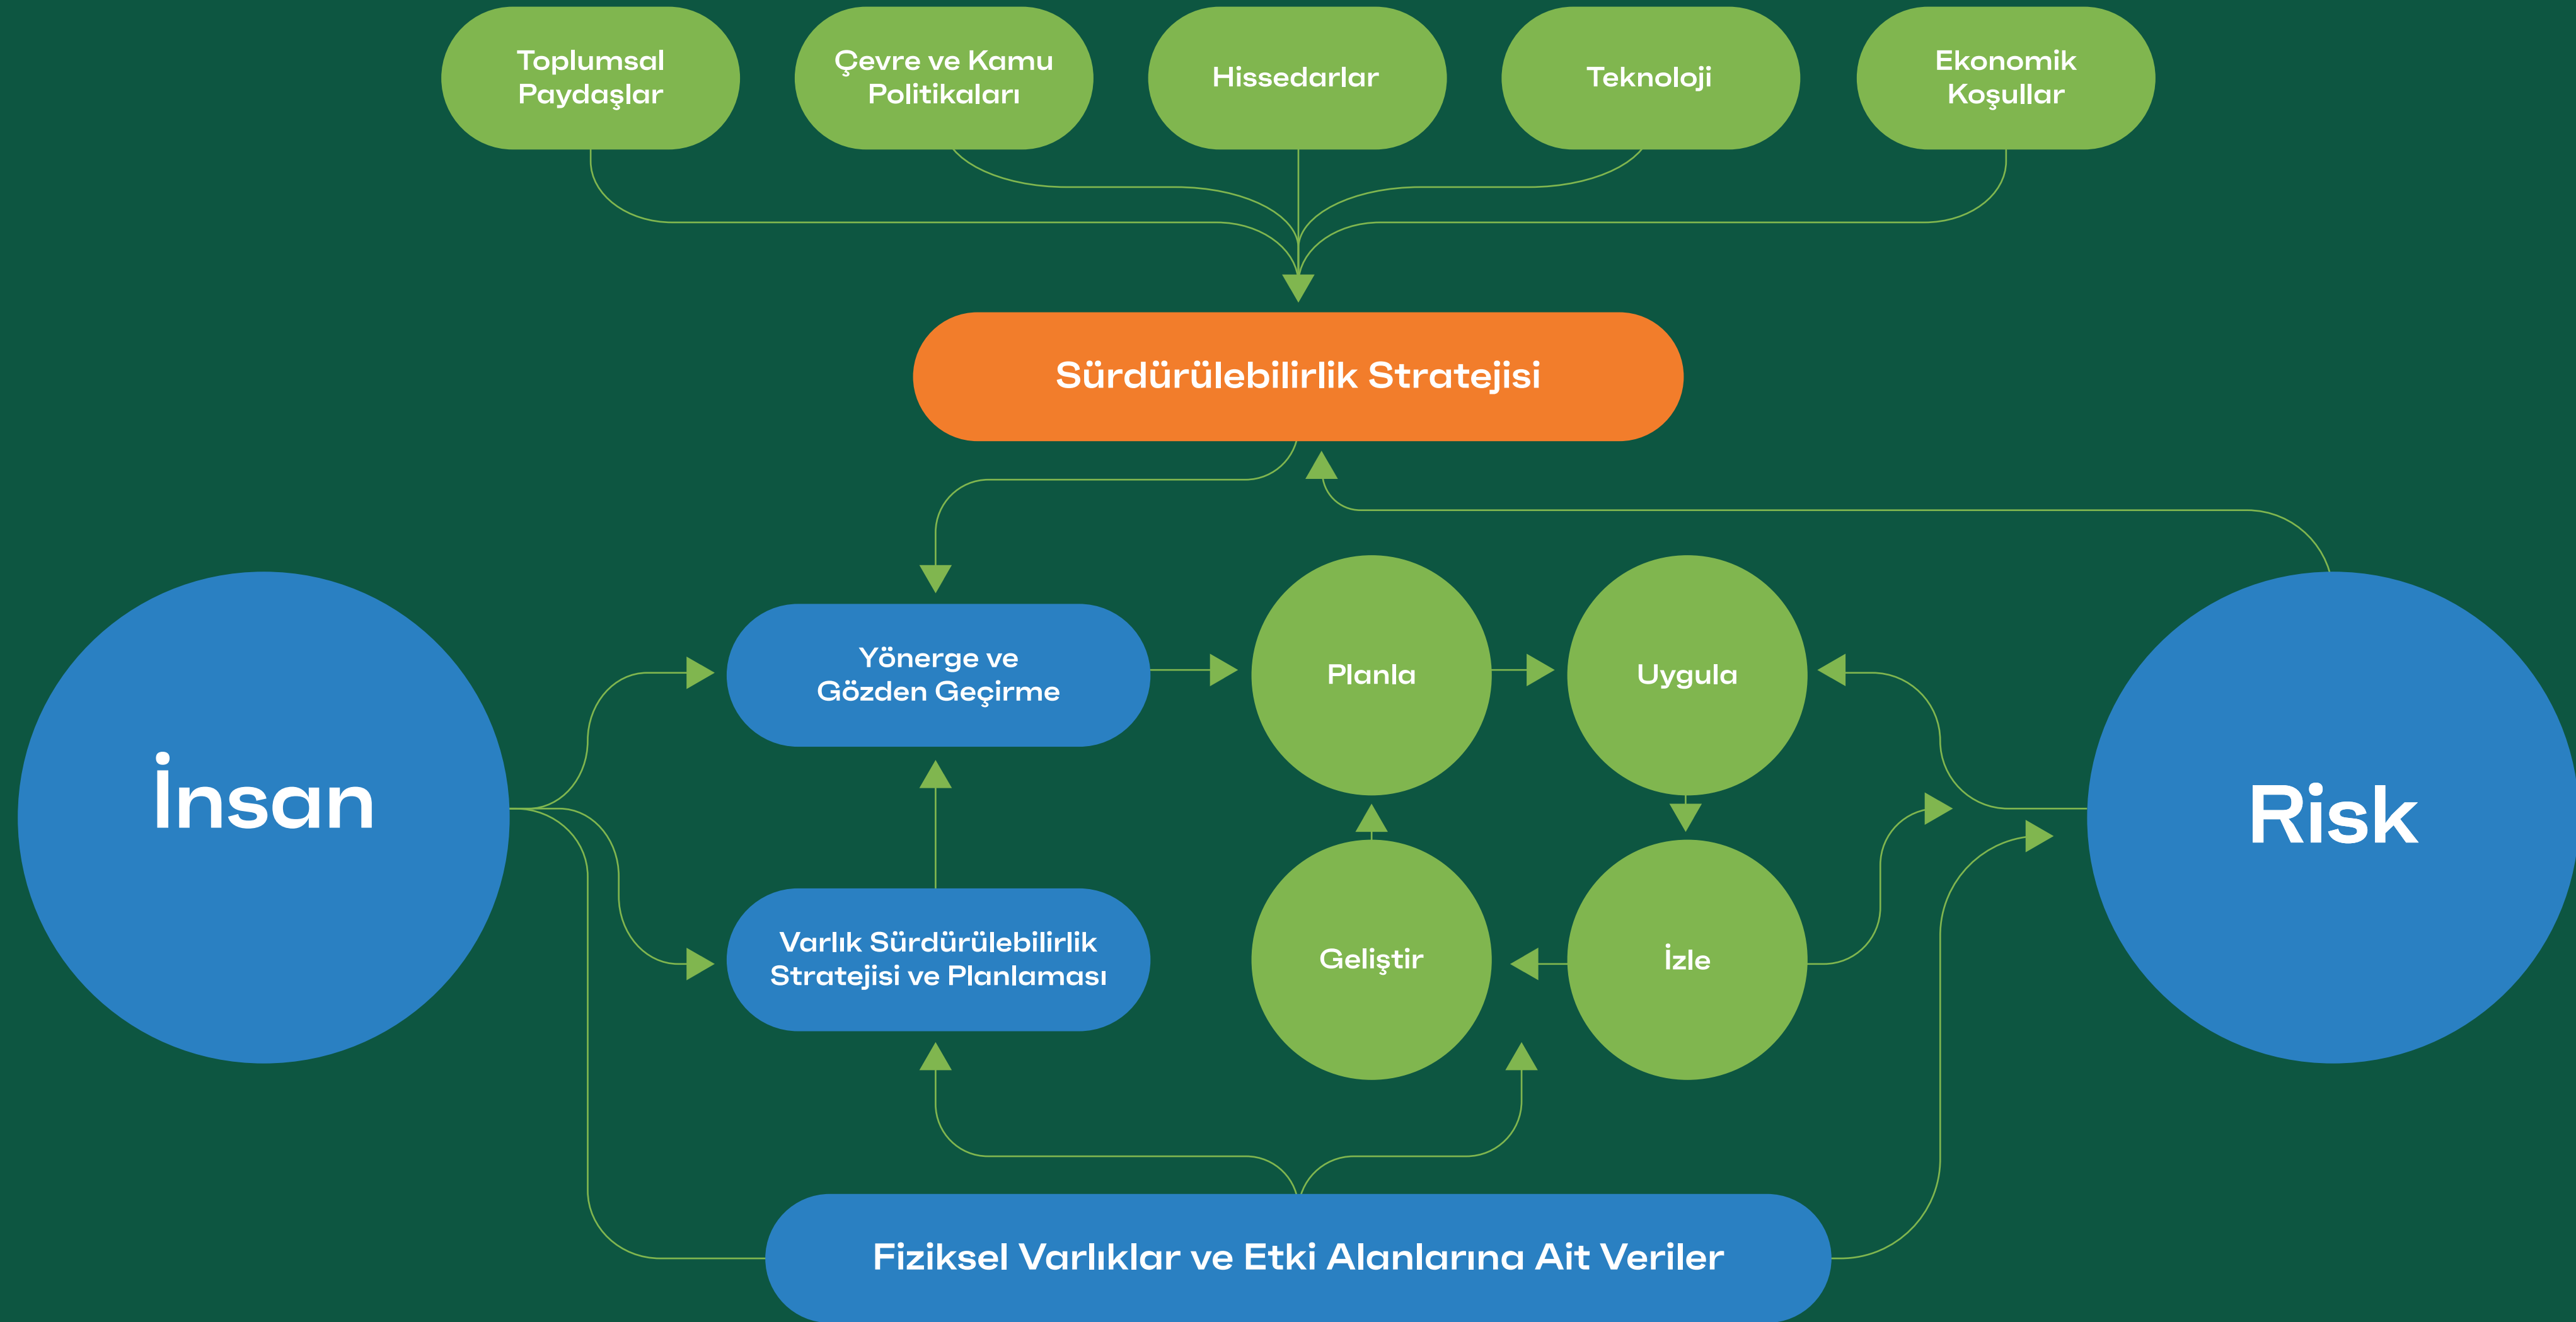 Toplumsal
Paydaşlar
Çevre ve Kamu
Politikaları
Hissedarlar
Teknoloji
Ekonomik
Koşullar
Sürdürülebilirlik Stratejisi
İnsan
Yönerge ve
Gözden Geçirme
Planla
Uygula
Risk
Varlık Sürdürülebilirlik
Stratejisi ve Planlaması
Geliştir
İzle
Fiziksel Varlıklar ve Etki Alanlarına Ait Veriler